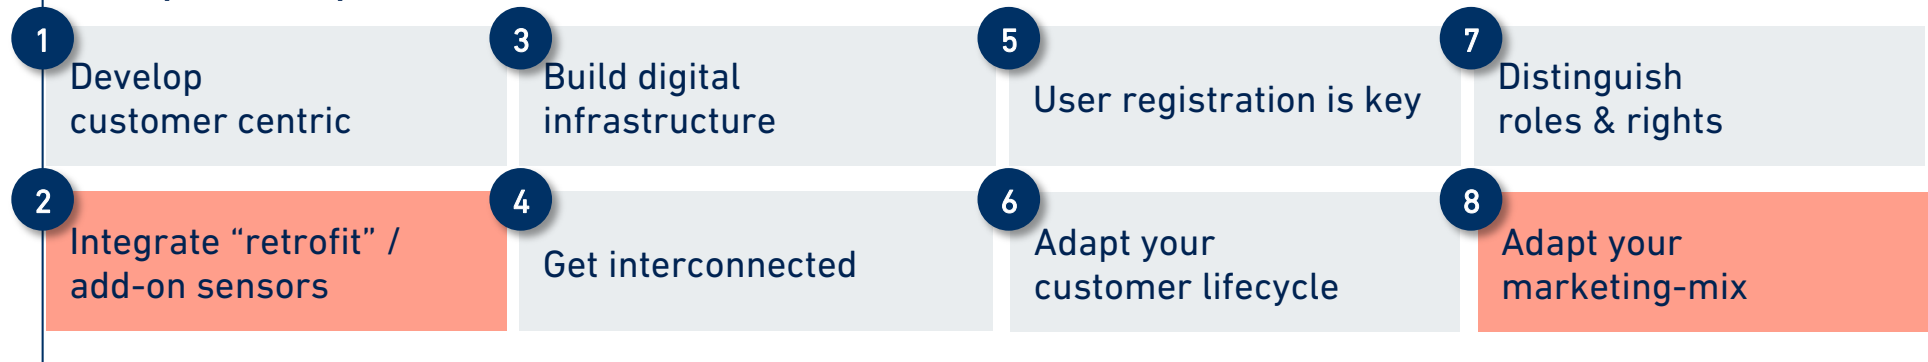 1
Develop
customer centric
2
Integrate “retrofit” /
add-on sensors
3
Build digital
infrastructure
4
Get interconnected
5
User registration is key
6
Adapt your
customer lifecycle
7
Distinguish
roles & rights
8
Adapt your
marketing-mix